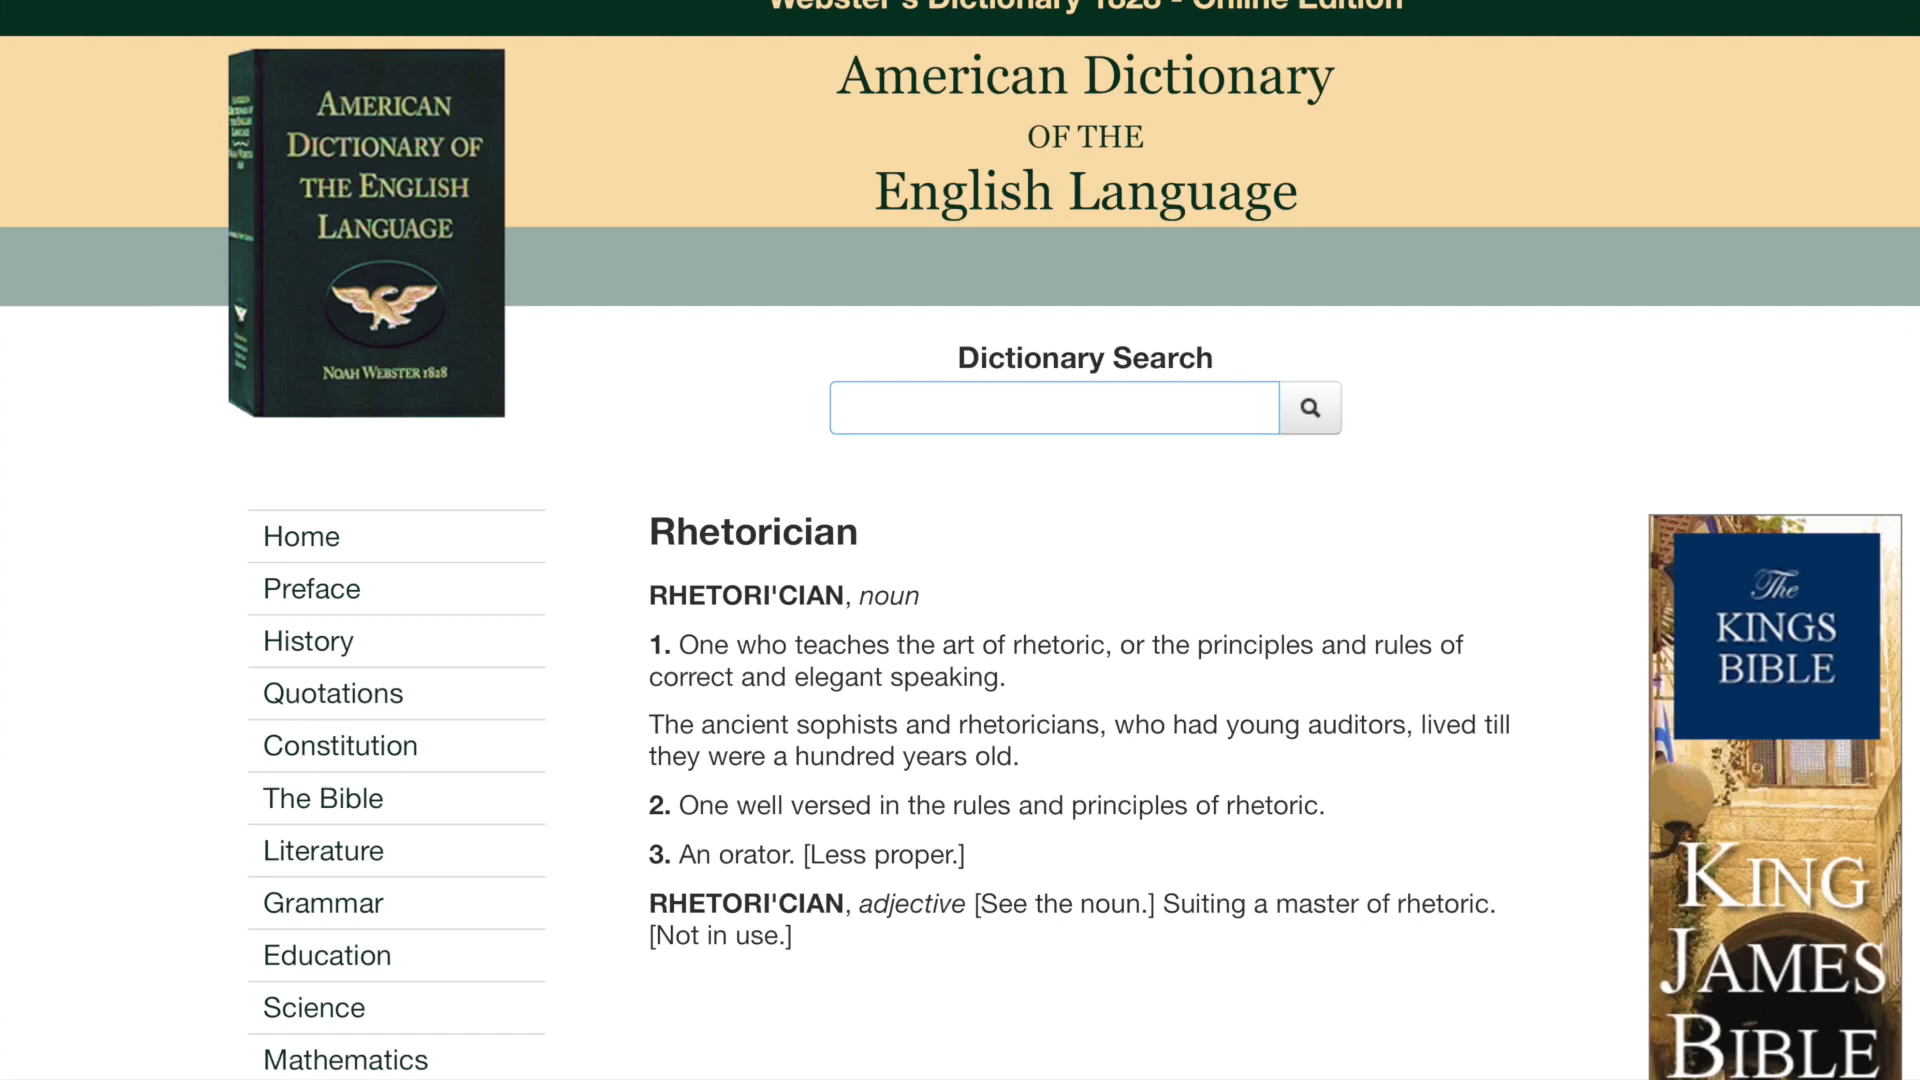 Webster's Dictionary 1828 - Online Edition
American Dictionary
OF THE
English Language
AMERICAN
DICTIONARY OF
THE ENGLISH
LANGUAGE
NOAH WEBSTER 1828
Dictionary Search
Home
Preface
History
Quotations
Constitution
The Bible
Literature
Grammar
Education
Science
Mathematics
Rhetorician
RHETORI'CIAN, noun
1. One who teaches the art of rhetoric, or the principles and rules of
correct and elegant speaking.
The ancient sophists and rhetoricians, who had young auditors, lived till
they were a hundred years old.
2. One well versed in the rules and principles of rhetoric.
3. An orator. [Less proper.]
RHETORI'CIAN, adjective [See the noun.] Suiting a master of rhetoric.
[Not in use.]
The
KINGS
BIBLE
KING
JAMES
BIBLE